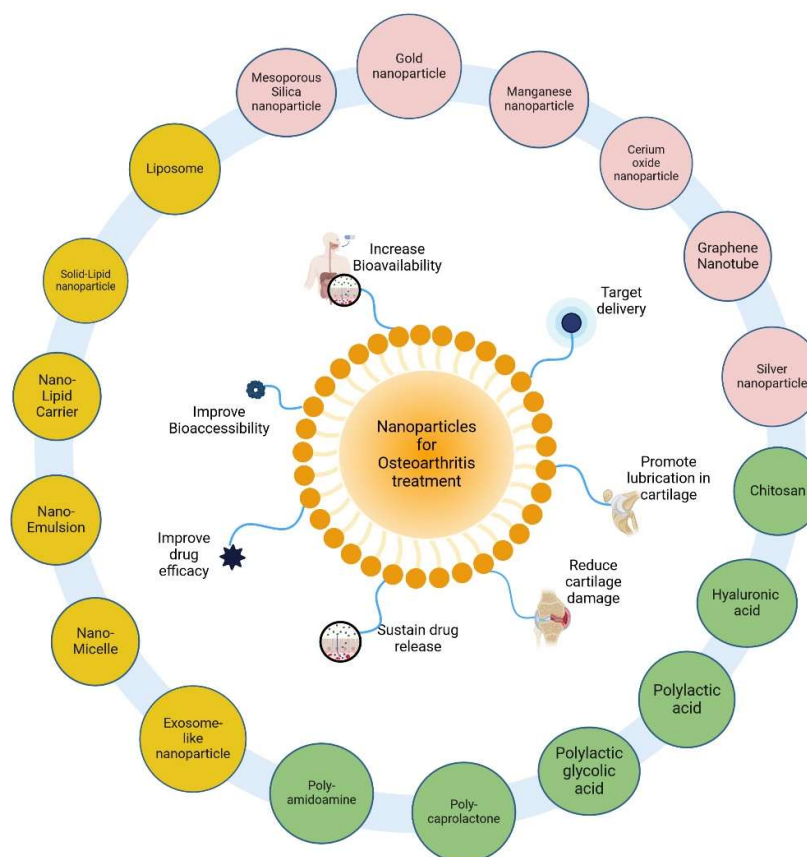 Gold
nanoparticle
Manganese
nanoparticle
Cerium
oxide
nanoparticle
Graphene
Nanotube
Silver
nanoparticle
Chitosan
Hyaluronic
acid
Polylactic
acid
Polylactic
glycolic
acid
Poly-
caprolactone
Poly-
amidoamine
Exosome-
like
nanoparticle
Nano-
Micelle
Nano-
Emulsion
Nano-
Lipid
Carrier
Solid-Lipid
nanoparticle
Liposome
Mesoporous
Silica
nanoparticle
Increase
Bioavailability
Target
delivery
Promote
lubrication in
cartilage
Reduce
cartilage
damage
Sustain drug
release
Improve
drug
efficacy
Improve
Bioaccessibility
Nanoparticles
for
Osteoarthritis
treatment